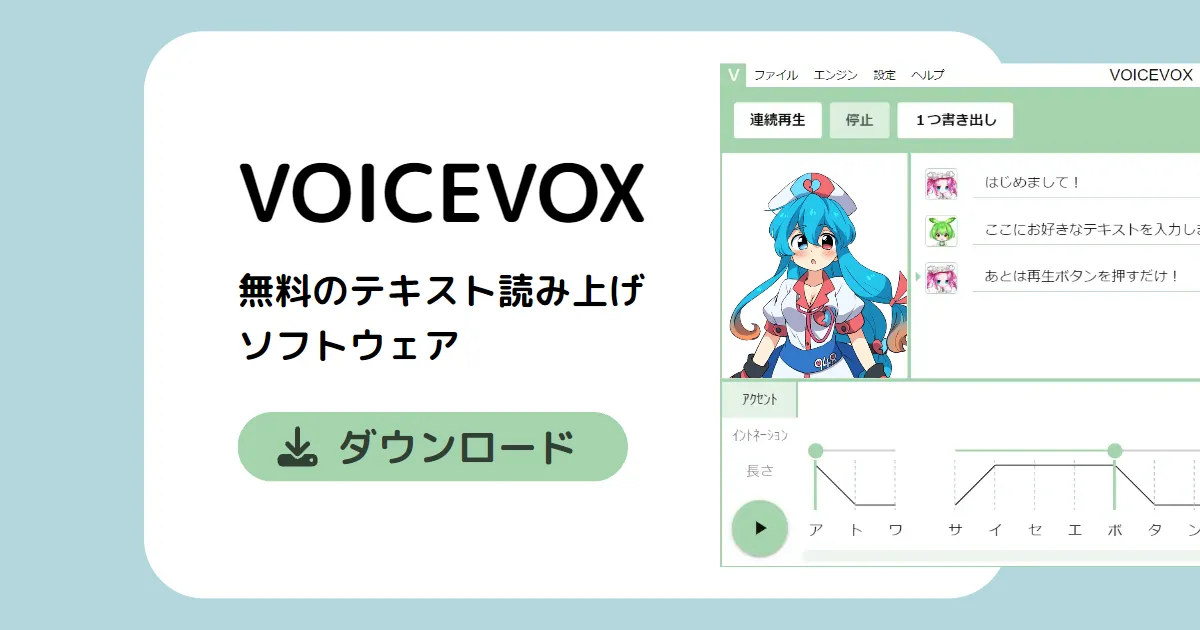 VOICEVOX
無料のテキスト読み上げ
ソフトウェア
ダウンロード
V ファイル エンジン 設定 ヘルプ VOICEVOX
連続再生 停止 1つ書き出し
はじめまして!
ここにお好きなテキストを入力しま
あとは再生ボタンを押すだけ!
948
アクセント
イントネーション
長さ
ア ト ワ サ イ セ エ ボ タ ン